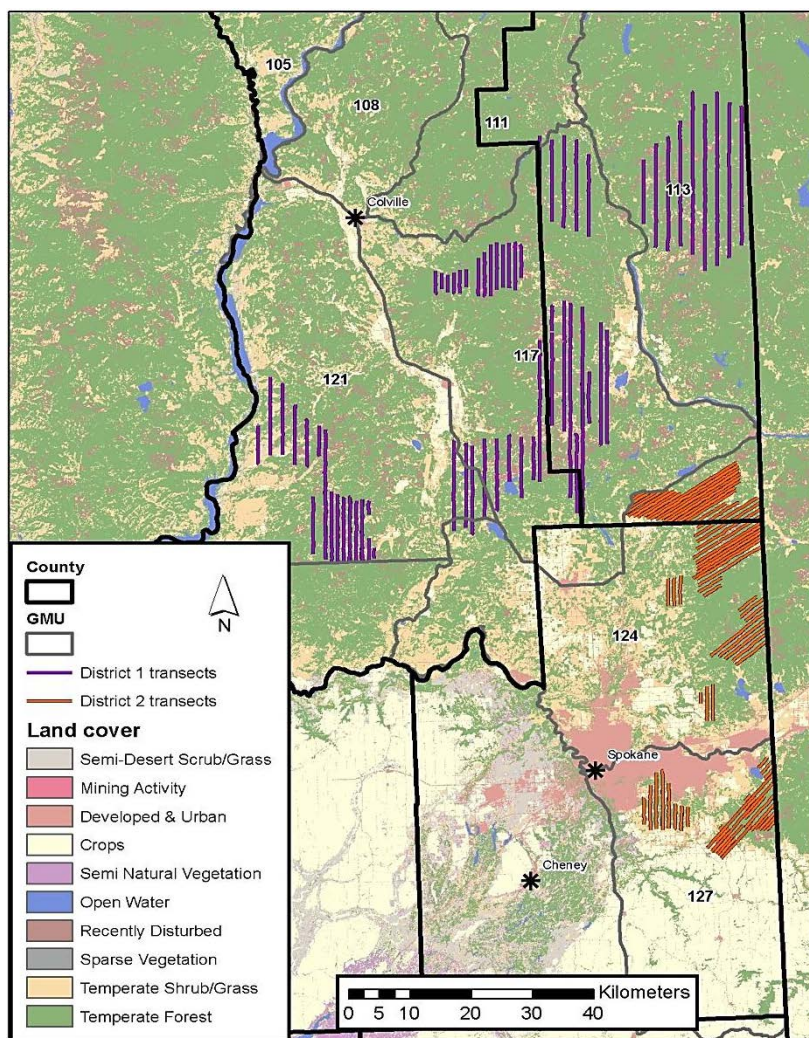 105
108
111
113
Colville
117
121
124
Spokane
Cheney
127
County
GMU
N
District 1 transects
District 2 transects
Land cover
Semi-Desert Scrub/Grass
Mining Activity
Developed & Urban
Crops
Semi Natural Vegetation
Open Water
Recently Disturbed
Sparse Vegetation
Temperate Shrub/Grass
Temperate Forest
Kilometers
0 5 10 20 30 40